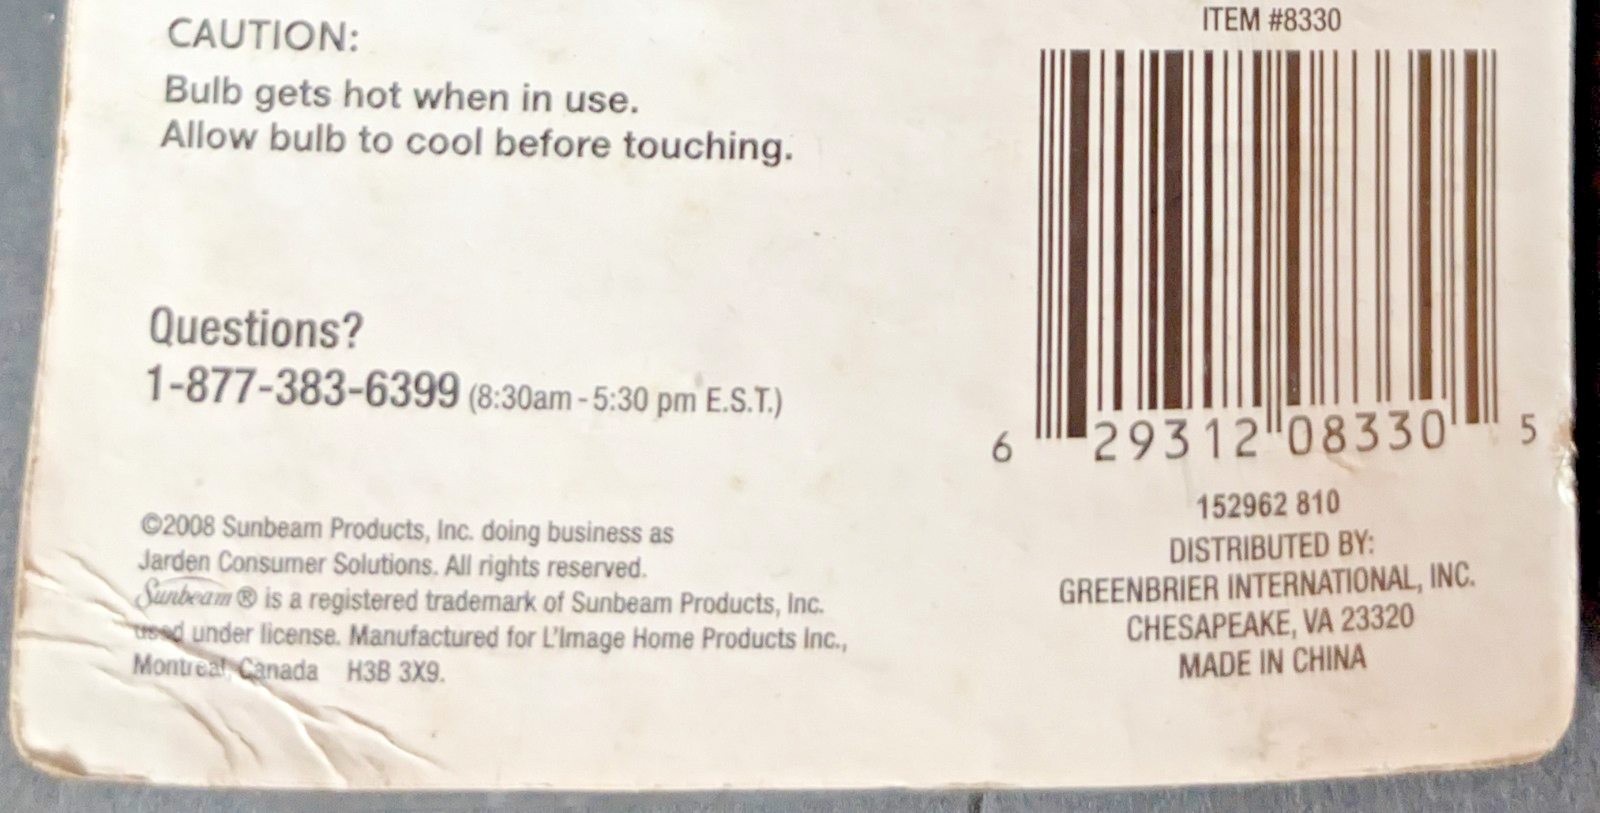 CAUTION:
Bulb gets hot when in use.
Allow bulb to cool before touching.
Questions?
1-877-383-6399 (8:30am - 5:30 pm E.S.T.)
©2008 Sunbeam Products, Inc. doing business as
Jarden Consumer Solutions. All rights reserved.
Sunbeam ® is a registered trademark of Sunbeam Products, Inc.
used under license. Manufactured for L'Image Home Products Inc.,
Montreal, Canada H3B 3X9.
ITEM #8330
6 29312 08330 5
152962 810
DISTRIBUTED BY:
GREENBRIER INTERNATIONAL, INC.
CHESAPEAKE, VA 23320
MADE IN CHINA